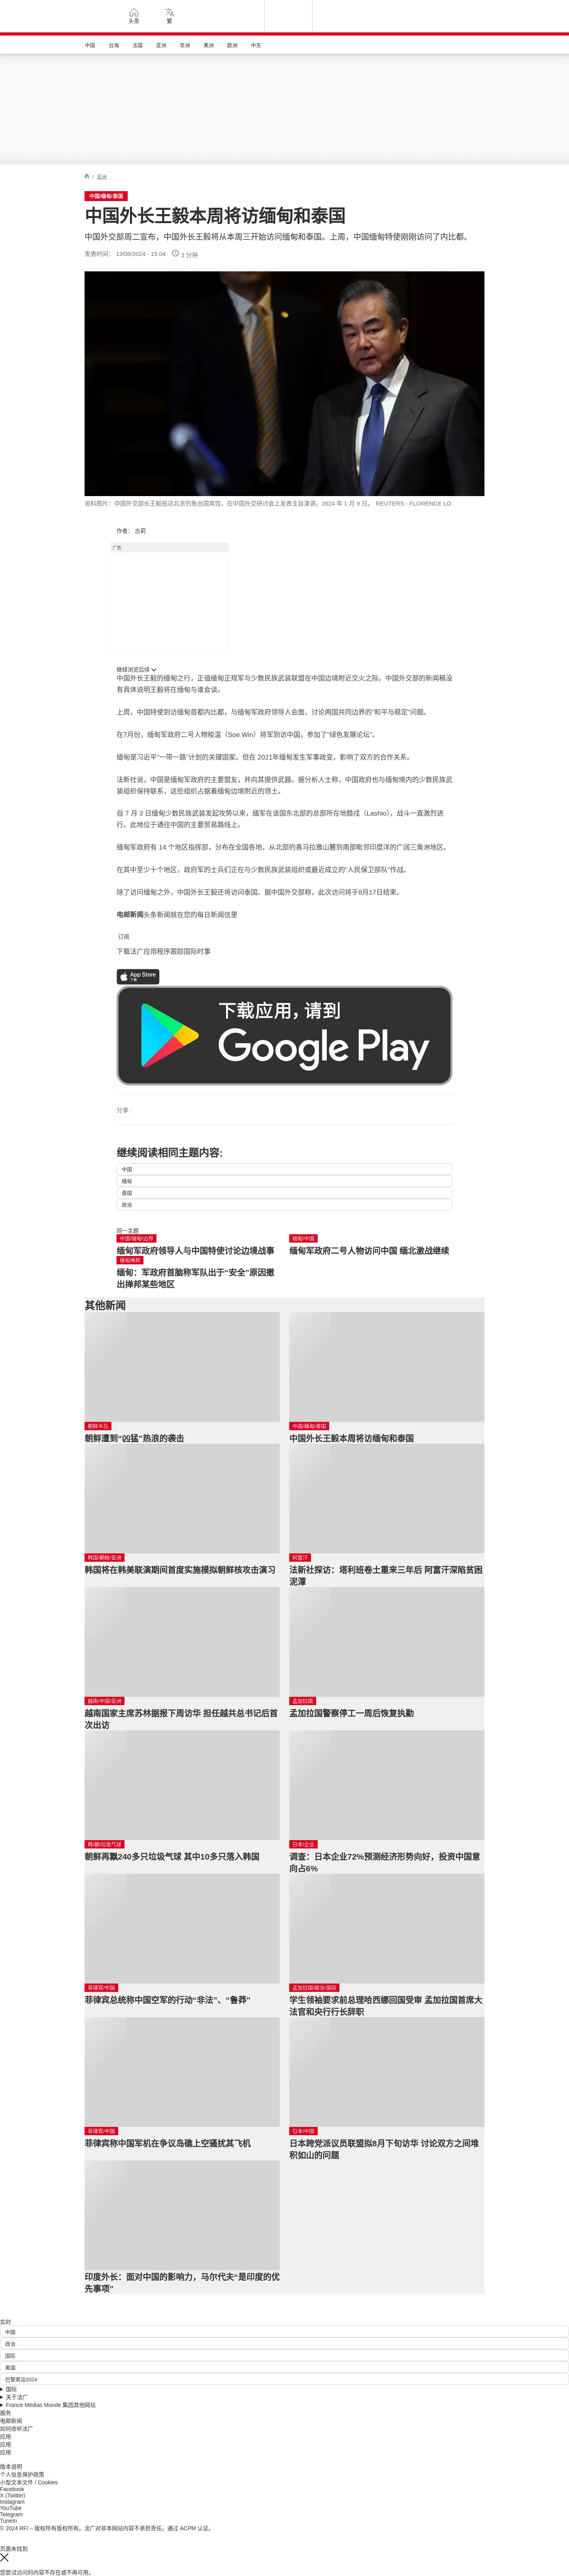 头条
繁
中国
台海
法国
亚洲
非洲
美洲
欧洲
中东
/ 亚洲
中国/缅甸/泰国
中国外长王毅本周将访缅甸和泰国
中国外交部周二宣布，中国外长王毅将从本周三开始访问缅甸和泰国。上周，中国缅甸特使刚刚访问了内比都。
发表时间： 13/08/2024 - 15:04
3 分钟
资料图片：中国外交部长王毅抵达北京钓鱼台国宾馆，在中国外交研讨会上发表主旨演讲。2024 年 1 月 9 日。 REUTERS - FLORENCE LO
作者： 古莉
广告
继续浏览后续
中国外长王毅的缅甸之行，正值缅甸正规军与少数民族武装联盟在中国边境附近交火之际。中国外交部的新闻稿没
有具体说明王毅将在缅甸与谁会谈。
上周，中国特使到访缅甸首都内比都，与缅甸军政府领导人会面，讨论两国共同边界的"和平与稳定"问题。
在7月份，缅甸军政府二号人物梭温（Soe Win）将军到访中国，参加了"绿色发展论坛"。
缅甸是习近平"一带一路"计划的关键国家。但在 2021年缅甸发生军事政变，影响了双方的合作关系。
法新社说，中国是缅甸军政府的主要盟友，并向其提供武器。据分析人士称，中国政府也与缅甸境内的少数民族武
装组织保持联系，这些组织占据着缅甸边境附近的领土。
自 7 月 3 日缅甸少数民族武装发起攻势以来，缅军在该国东北部的总部所在地腊戍（Lashio），战斗一直激烈进
行。此地位于通往中国的主要贸易路线上。
缅甸军政府有 14 个地区指挥部，分布在全国各地，从北部的喜马拉雅山麓到南部毗邻印度洋的广阔三角洲地区。
在其中至少十个地区，政府军的士兵们正在与少数民族武装组织或最近成立的"人民保卫部队"作战。
除了访问缅甸之外，中国外长王毅还将访问泰国。据中国外交部称，此次访问将于8月17日结束。
电邮新闻头条新闻就在您的每日新闻信里
订阅
下载法广应用程序跟踪国际时事
App Store
下载
下载应用，请到
Google Play
分享 :
继续阅读相同主题内容:
中国
缅甸
泰国
政治
同一主题
中国/缅甸/边界
缅甸军政府领导人与中国特使讨论边境战事
缅甸/中国
缅甸军政府二号人物访问中国 缅北激战继续
缅甸掸邦
缅甸：军政府首脑称军队出于“安全”原因撤
出掸邦某些地区
其他新闻
朝鲜半岛
朝鲜遭到“凶猛”热浪的袭击
中国/缅甸/泰国
中国外长王毅本周将访缅甸和泰国
韩国/朝鲜/亚洲
韩国将在韩美联演期间首度实施模拟朝鲜核攻击演习
阿富汗
法新社探访：塔利班卷土重来三年后 阿富汗深陷贫困
泥潭
越南/中国/亚洲
越南国家主席苏林据报下周访华 担任越共总书记后首
次出访
孟加拉国
孟加拉国警察停工一周后恢复执勤
韩/朝/垃圾气球
朝鲜再飘240多只垃圾气球 其中10多只落入韩国
日本/企业
调查：日本企业72%预测经济形势向好，投资中国意
向占6%
菲律宾/中国
菲律宾总统称中国空军的行动“非法”、“鲁莽”
孟加拉国/政治/国际
学生领袖要求前总理哈西娜回国受审 孟加拉国首席大
法官和央行行长辞职
菲律宾/中国
菲律宾称中国军机在争议岛礁上空骚扰其飞机
日本/中国
日本跨党派议员联盟拟8月下旬访华 讨论双方之间堆
积如山的问题
印度外长：面对中国的影响力，马尔代夫“是印度的优
先事项”
实时
中国
政治
国际
美国
巴黎奥运2024
国际
关于法广
France Médias Monde 集团其他网站
服务
电邮新闻
如何收听法广
应用
应用
应用
版本说明
个人信息保护政策
小型文本文件 / Cookies
Facebook
X (Twitter)
Instagram
YouTube
Telegram
TuneIn
© 2024 RFI – 版权所有版权所有。法广对非本网站内容不承担责任。通过 ACPM 认证。
页面未找到
您尝试访问的内容不存在或不再可用。